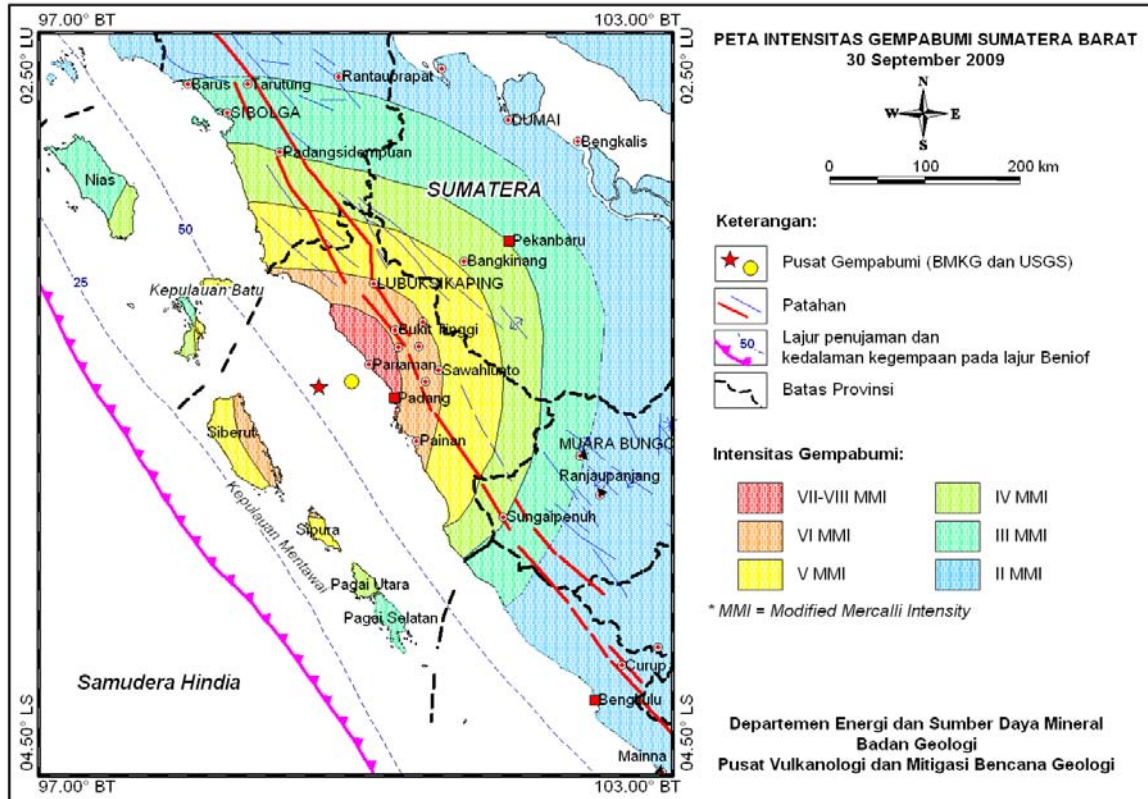 97.00° BT
103.00° BT
02.50° LU
02.50° LU
Barus
Tarutung
Rantauprapat
SIBOLGA
DUMAI
Bengkalis
Padangsidempuan
Nias
SUMATERA
50
Pekanbaru
Bangkinang
25
Kepulauan Batu
LUBUKSIKAPING
Bukit Tinggi
Pariaman
Sawahlunto
Padang
Siberut
Painan
MUARA BUNGO
Ranjaupanjang
Kepulauan Mentawai
Sipura
Sungaipenuh
Pagai Utara
Pagai Selatan
Samudera Hindia
Curup
Bengkulu
Mainna
04.50° LS
04.50° LS
97.00° BT
103.00° BT
PETA INTENSITAS GEMPABUMI SUMATERA BARAT
30 September 2009
N
W E
S
0 100 200 km
Keterangan:
Pusat Gempabumi (BMKG dan USGS)
Patahan
50
Lajur penujaman dan
kedalaman kegempaan pada lajur Beniof
Batas Provinsi
Intensitas Gempabumi:
VII-VIII MMI
IV MMI
VI MMI
III MMI
V MMI
II MMI
* MMI = Modified Mercalli Intensity
Departemen Energi dan Sumber Daya Mineral
Badan Geologi
Pusat Vulkanologi dan Mitigasi Bencana Geologi